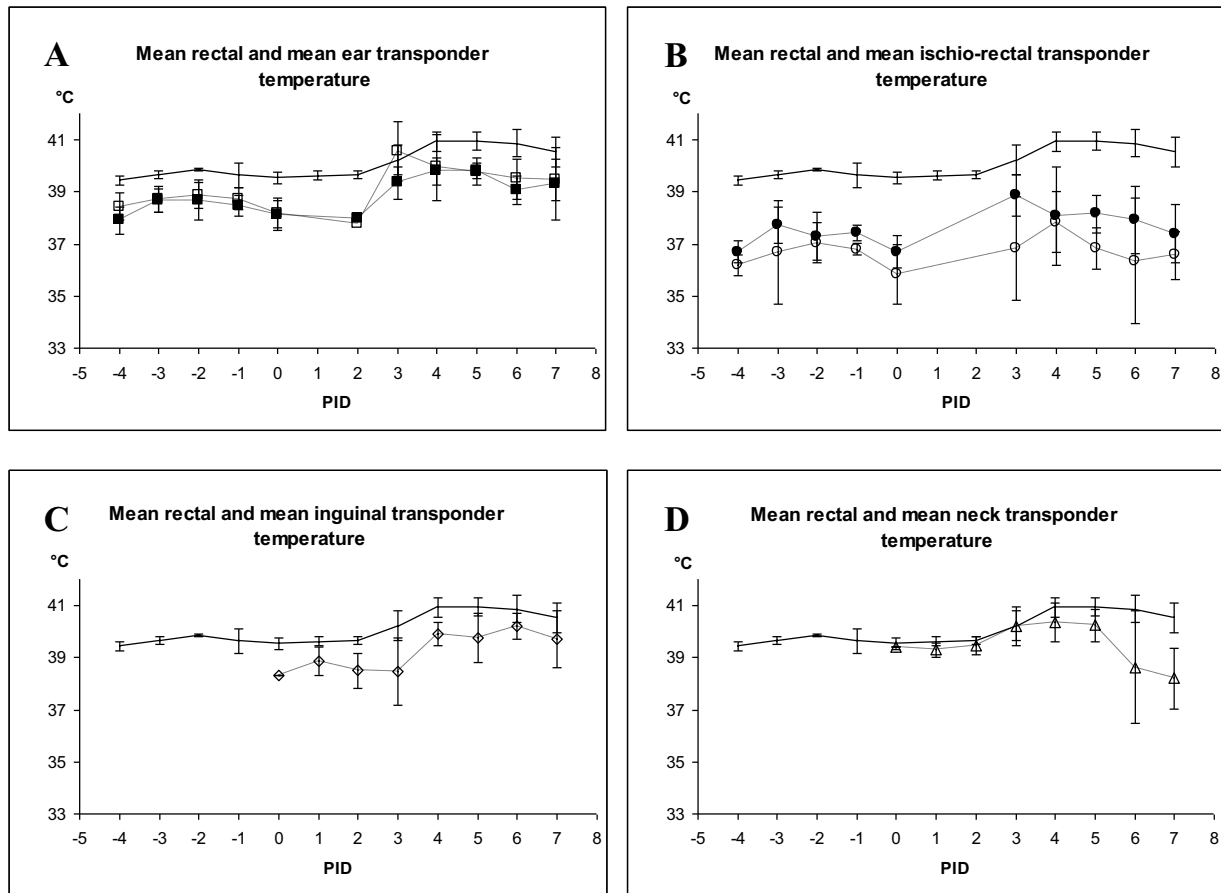 A
Mean rectal and mean ear transponder
temperature
°C
41
39
37
35
33
-5 -4 -3 -2 -1 0 1 2 3 4 5 6 7 8
PID
B
Mean rectal and mean ischio-rectal transponder
temperature
°C
41
39
37
35
33
-5 -4 -3 -2 -1 0 1 2 3 4 5 6 7 8
PID
C
Mean rectal and mean inguinal transponder
temperature
°C
41
39
37
35
33
-5 -4 -3 -2 -1 0 1 2 3 4 5 6 7 8
PID
D
Mean rectal and mean neck transponder
temperature
°C
41
39
37
35
33
-5 -4 -3 -2 -1 0 1 2 3 4 5 6 7 8
PID